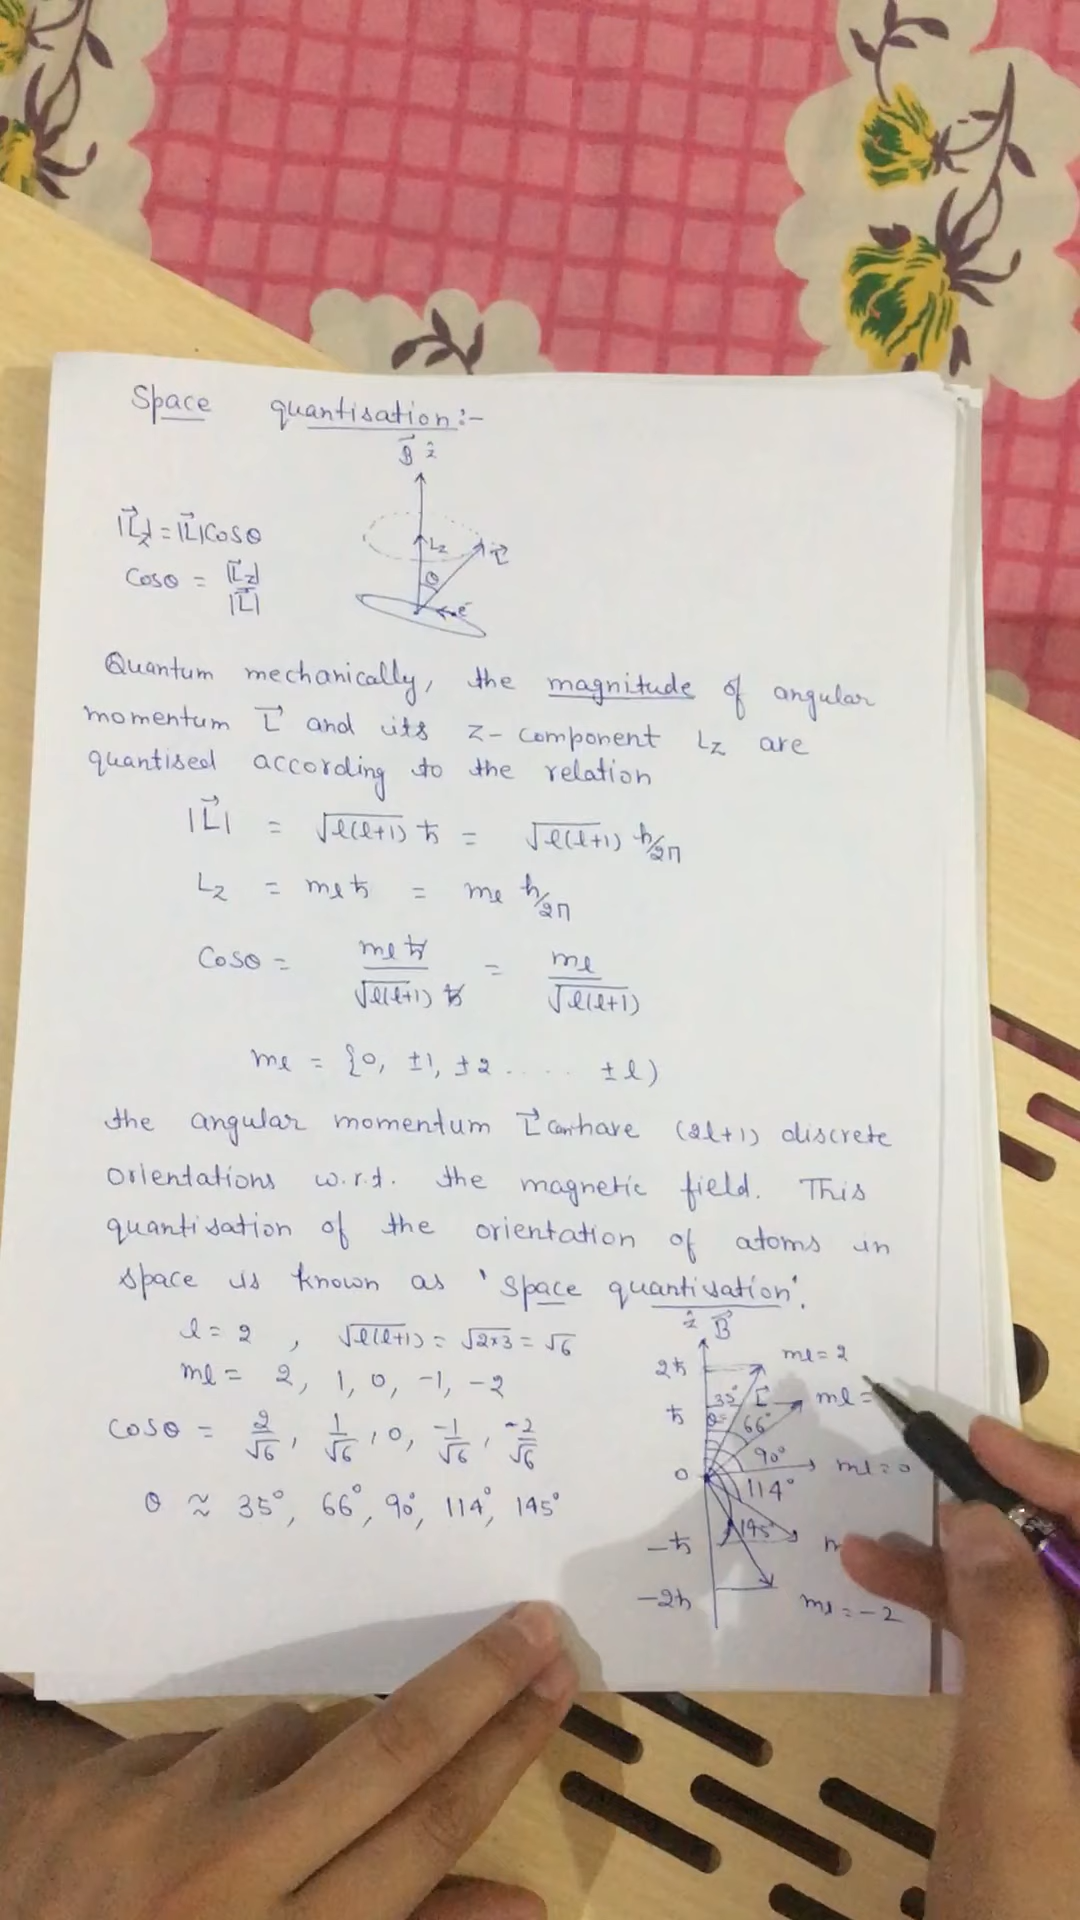 Space quantisation:-
B⃗ ẑ
|L⃗z| = |L⃗|Cosθ
Lz
L⃗
Cosθ = |L⃗z|/|L⃗|
θ
e⁻
Quantum mechanically, the magnitude of angular
momentum L⃗ and its z-component Lz are
quantised according to the relation
|L⃗| = √l(l+1) ħ = √l(l+1) h/2π
Lz = ml ħ = ml h/2π
Cosθ = ml ħ/√l(l+1) ħ = ml/√l(l+1)
ml = {0, ±1, ±2 ..... ±l)
the angular momentum L⃗ can have (2l+1) discrete
orientations w.r.t. the magnetic field. This
quantisation of the orientation of atoms in
space is known as 'space quantisation'.
l = 2 , √l(l+1) = √2×3 = √6
ml = 2, 1, 0, -1, -2
Cosθ = 2/√6, 1/√6, 0, -1/√6, -2/√6
θ ≈ 35°, 66°, 90°, 114°, 145°
ẑ B⃗
2ħ
ml = 2
35° L⃗
ml =
ħ
θ= 66°
90°
0
ml = 0
114°
145°
-ħ
-2ħ
ml = -2